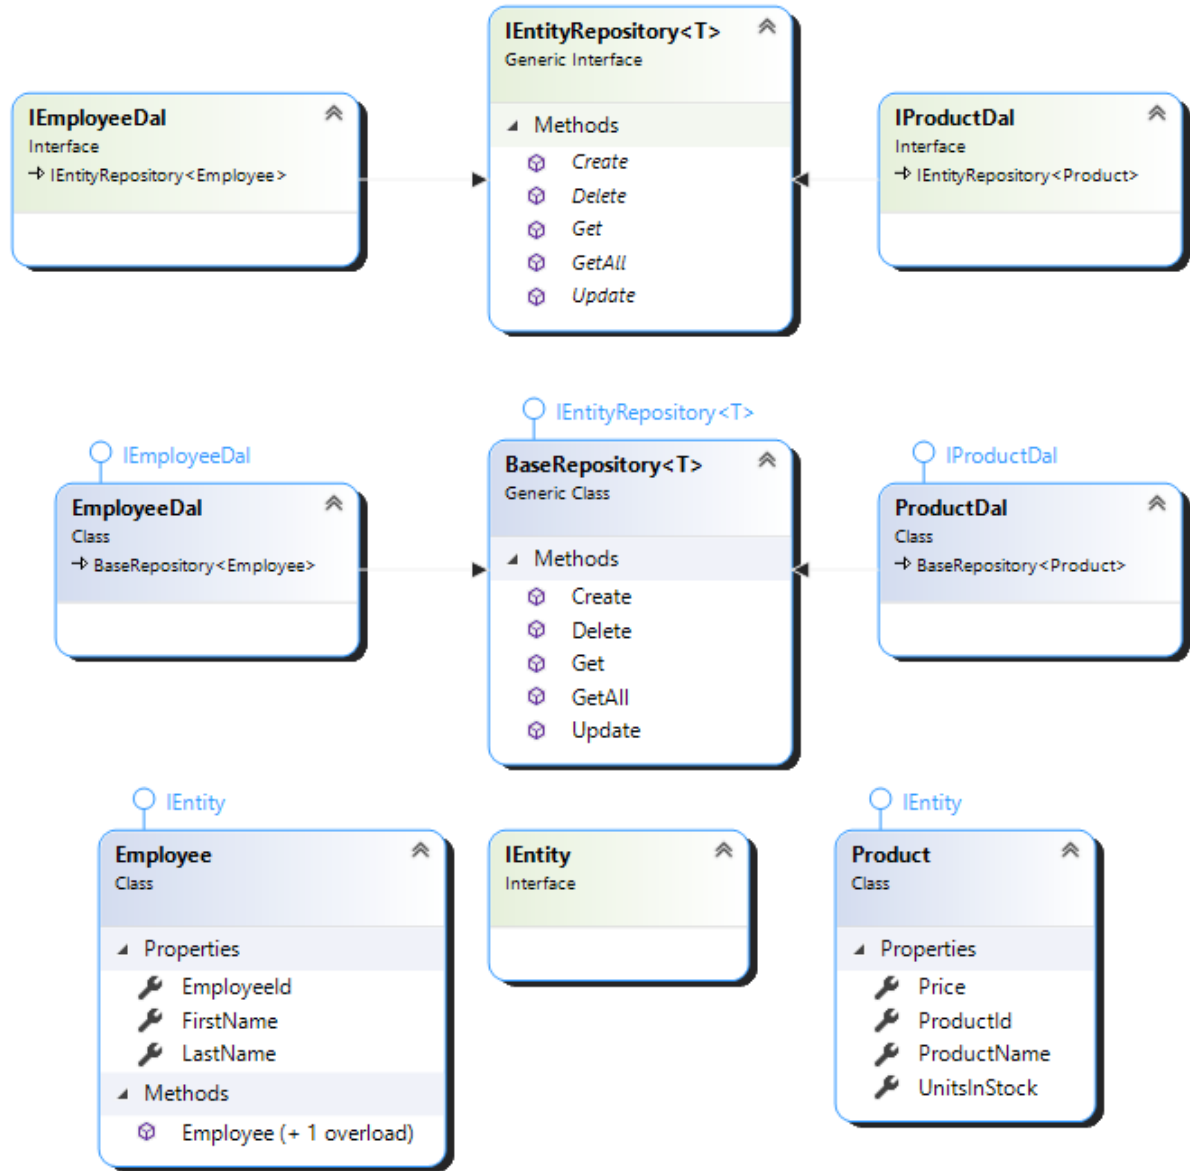 IEntityRepository<T>
Generic Interface
Methods
Create
Delete
Get
GetAll
Update
IEmployeeDal
Interface
IEntityRepository<Employee>
IProductDal
Interface
IEntityRepository<Product>
IEntityRepository<T>
BaseRepository<T>
Generic Class
Methods
Create
Delete
Get
GetAll
Update
IEmployeeDal
EmployeeDal
Class
BaseRepository<Employee>
IProductDal
ProductDal
Class
BaseRepository<Product>
IEntity
Employee
Class
Properties
EmployeeId
FirstName
LastName
Methods
Employee (+ 1 overload)
IEntity
Interface
IEntity
Product
Class
Properties
Price
ProductId
ProductName
UnitsInStock